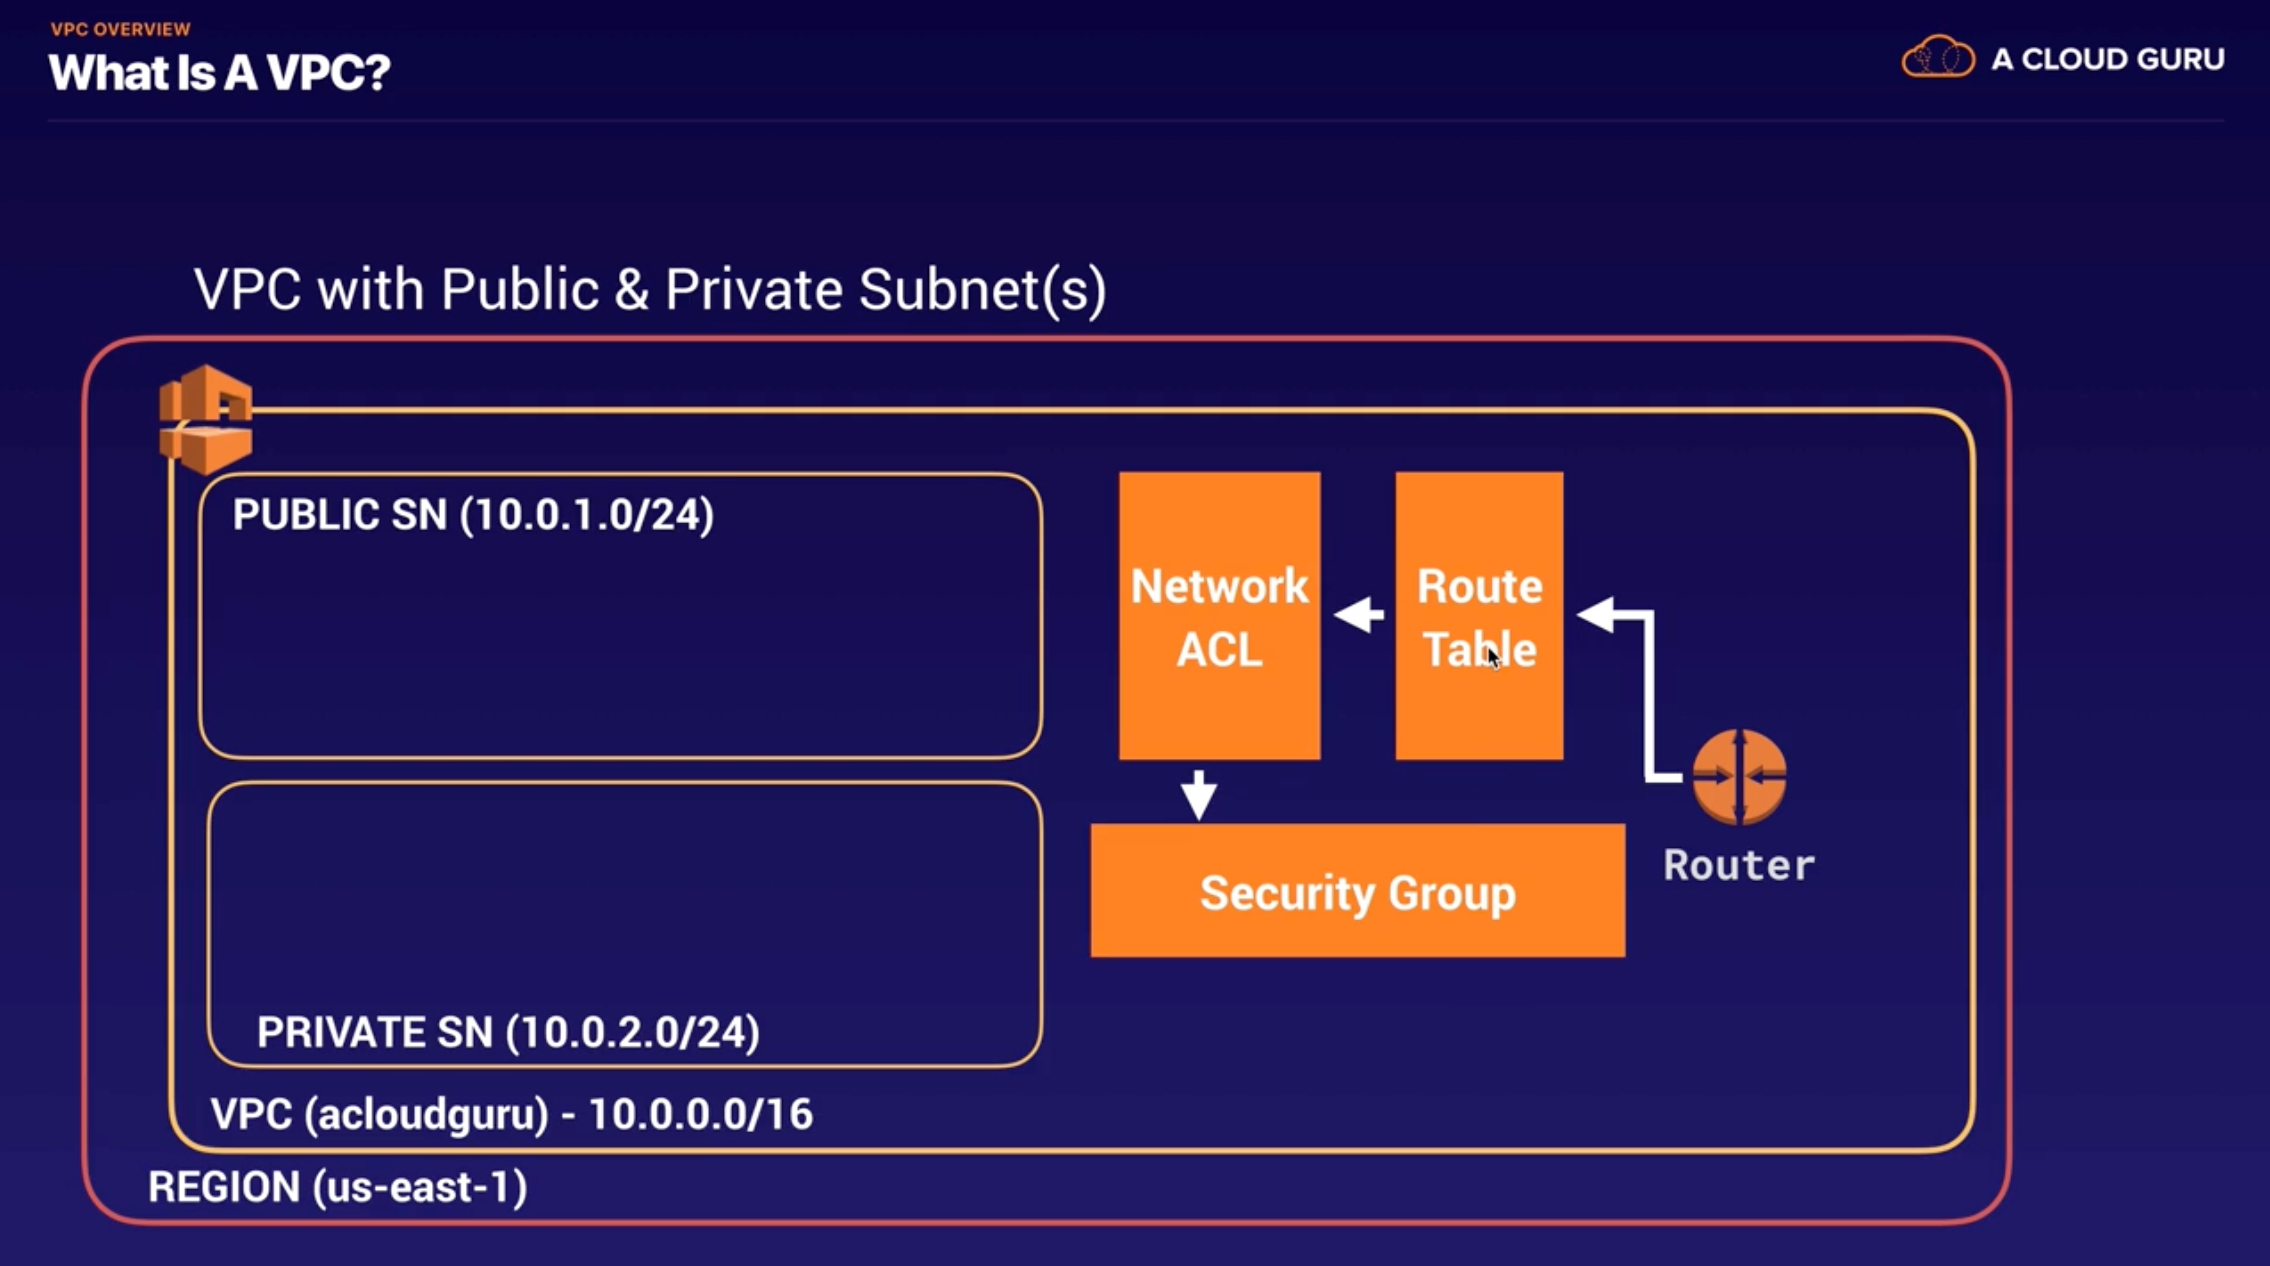 VPC OVERVIEW
What Is A VPC?
A CLOUD GURU
VPC with Public & Private Subnet(s)
PUBLIC SN (10.0.1.0/24)
Network
ACL
Route
Table
Security Group
Router
PRIVATE SN (10.0.2.0/24)
VPC (acloudguru) - 10.0.0.0/16
REGION (us-east-1)